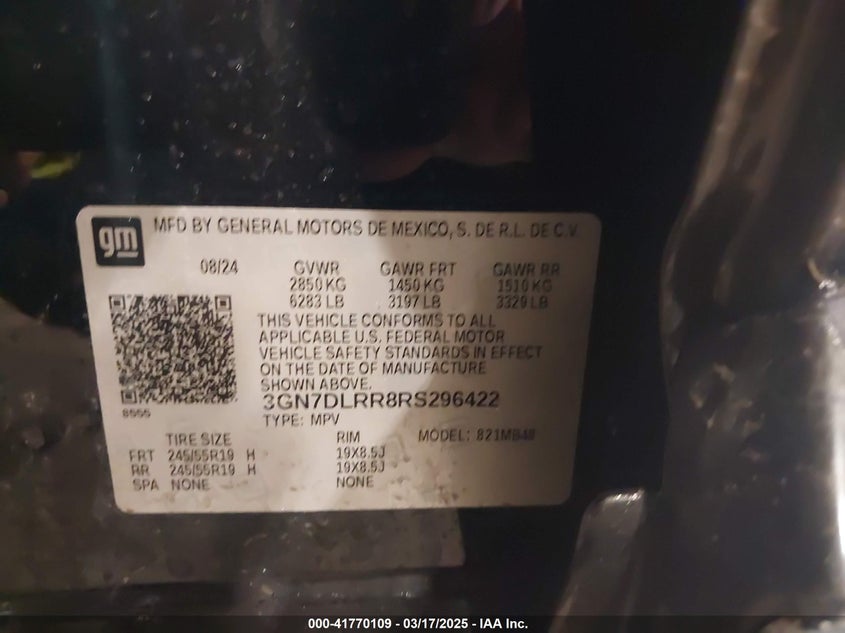 gm
MFD BY GENERAL MOTORS DE MEXICO, S. DE R.L. DE C.V.
08/24 GVWR GAWR FRT GAWR RR
2850 KG 1450 KG 1510 KG
6283 LB 3197 LB 3329 LB
THIS VEHICLE CONFORMS TO ALL
APPLICABLE U.S. FEDERAL MOTOR
VEHICLE SAFETY STANDARDS IN EFFECT
ON THE DATE OF MANUFACTURE
SHOWN ABOVE.
3GN7DLRR8RS296422
TYPE: MPV
TIRE SIZE RIM MODEL:
FRT 245/55R19 H 19X8.5J
RR 245/55R19 H 19X8.5J
SPA NONE NONE
000-41770109 - 03/17/2025 - IAA Inc.